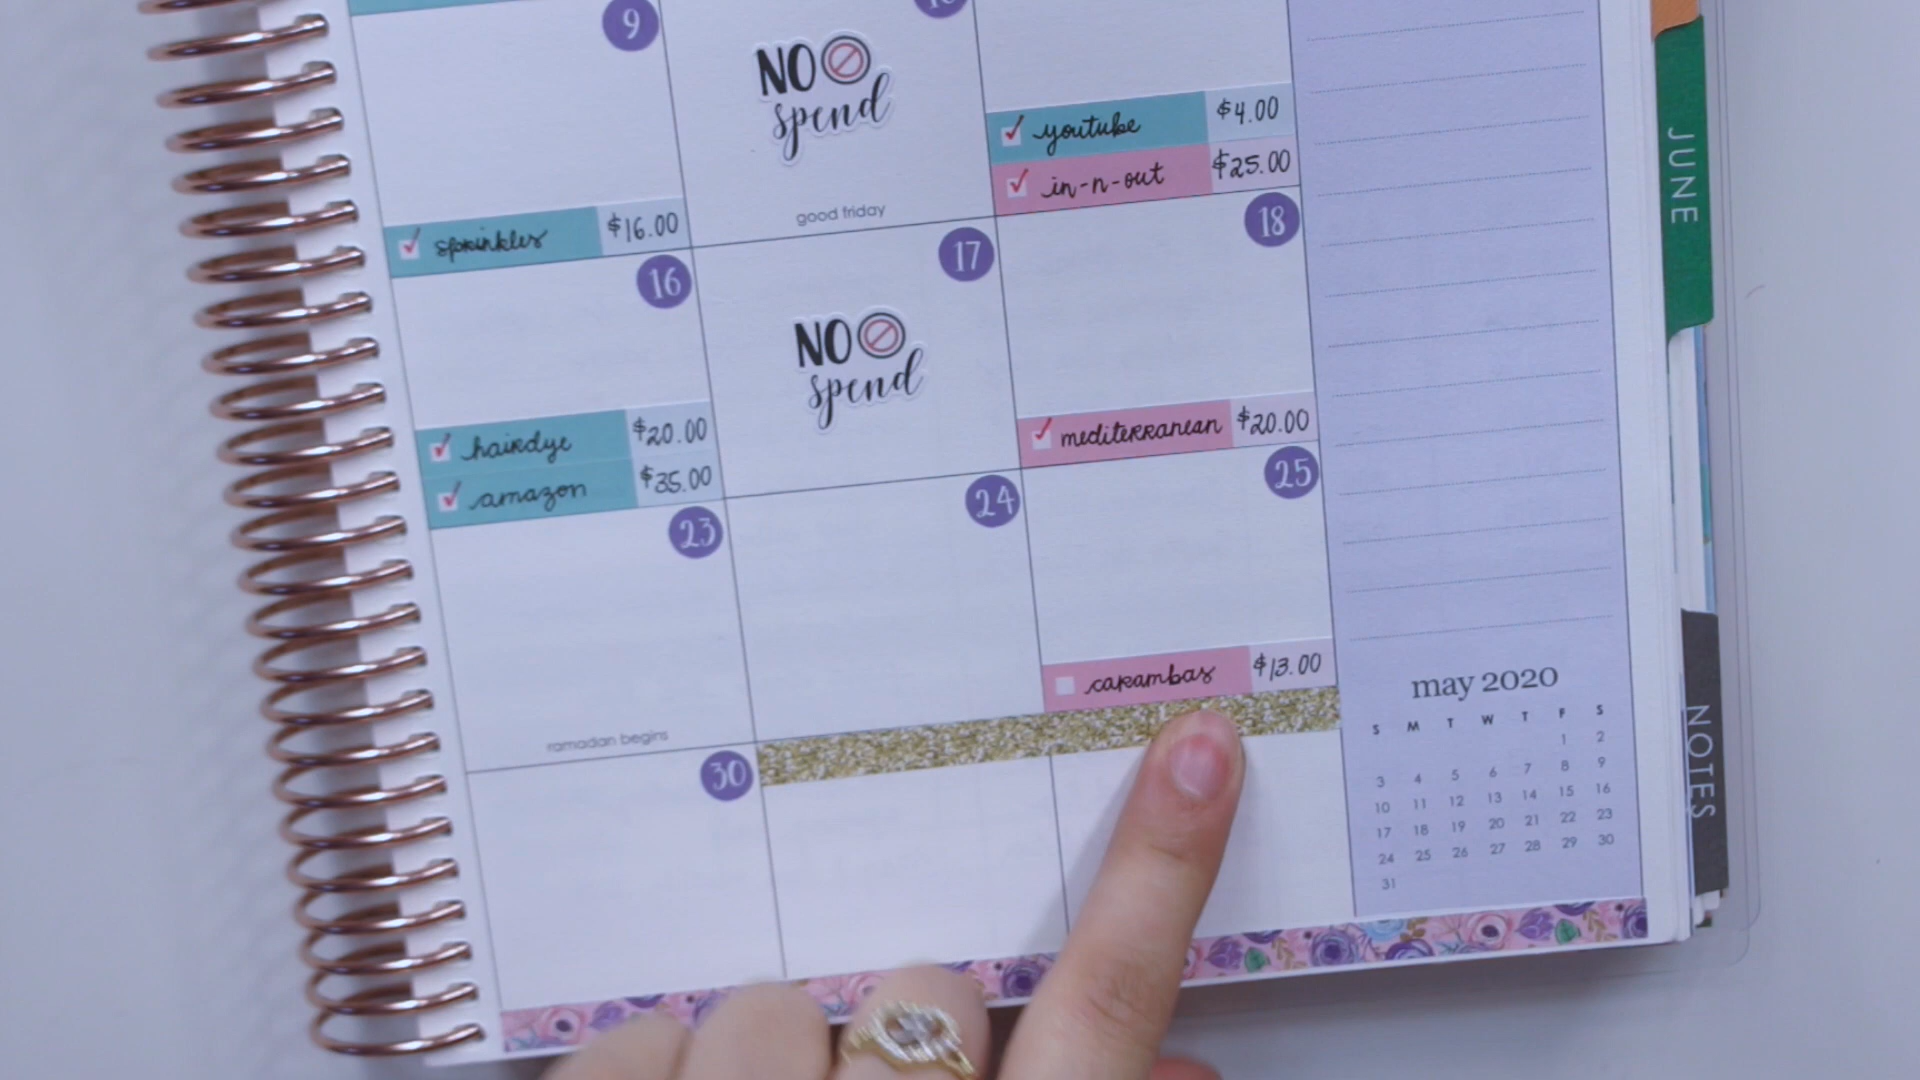 9
NO
spend
good friday
youtube $4.00
in-n-out $25.00
sprinkles $16.00
16
17
18
NO
spend
hairdye $20.00
amazon $35.00
mediterranean $20.00
23
24
25
ramadan begins
carambas $13.00
30
may 2020
S M T W T F S
1 2
3 4 5 6 7 8 9
10 11 12 13 14 15 16
17 18 19 20 21 22 23
24 25 26 27 28 29 30
31
JUNE
NOTES